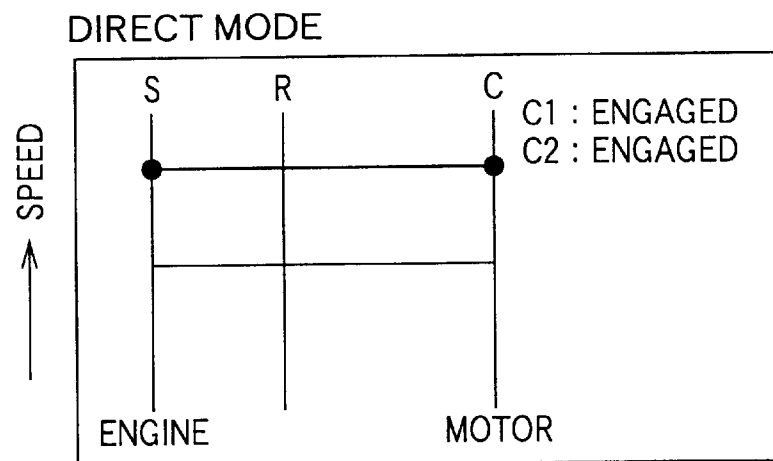 DIRECT MODE
S R C
C1 : ENGAGED
C2 : ENGAGED
SPEED
ENGINE MOTOR